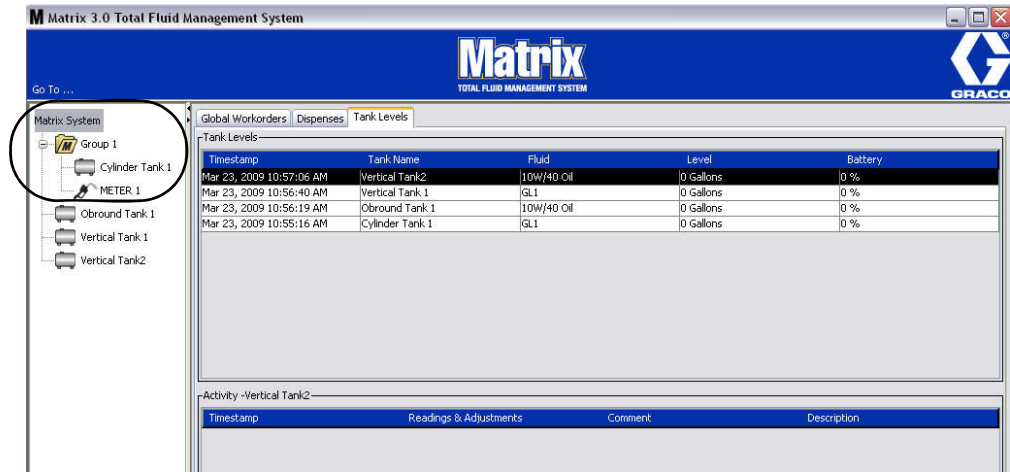 M Matrix 3.0 Total Fluid Management System
Matrix
TOTAL FLUID MANAGEMENT SYSTEM
®
GRACO
Go To ...
Matrix System
Group 1
Cylinder Tank 1
METER 1
Obround Tank 1
Vertical Tank 1
Vertical Tank2
Global Workorders Dispenses Tank Levels
Tank Levels
Timestamp Tank Name Fluid Level Battery
Mar 23, 2009 10:57:06 AM Vertical Tank2 10W/40 Oil 0 Gallons 0 %
Mar 23, 2009 10:56:40 AM Vertical Tank 1 GL1 0 Gallons 0 %
Mar 23, 2009 10:56:19 AM Obround Tank 1 10W/40 Oil 0 Gallons 0 %
Mar 23, 2009 10:55:16 AM Cylinder Tank 1 GL1 0 Gallons 0 %
Activity -Vertical Tank2
Timestamp Readings & Adjustments Comment Description